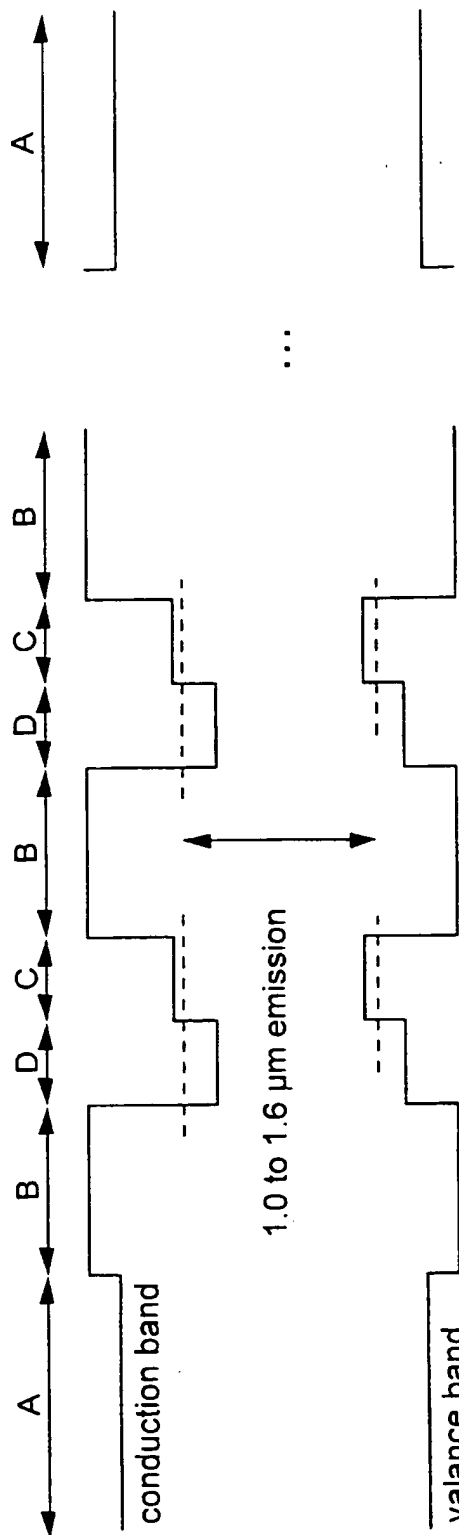 A
B
D
C
B
D
C
B
A
conduction band
1.0 to 1.6 µm emission
...
valance band